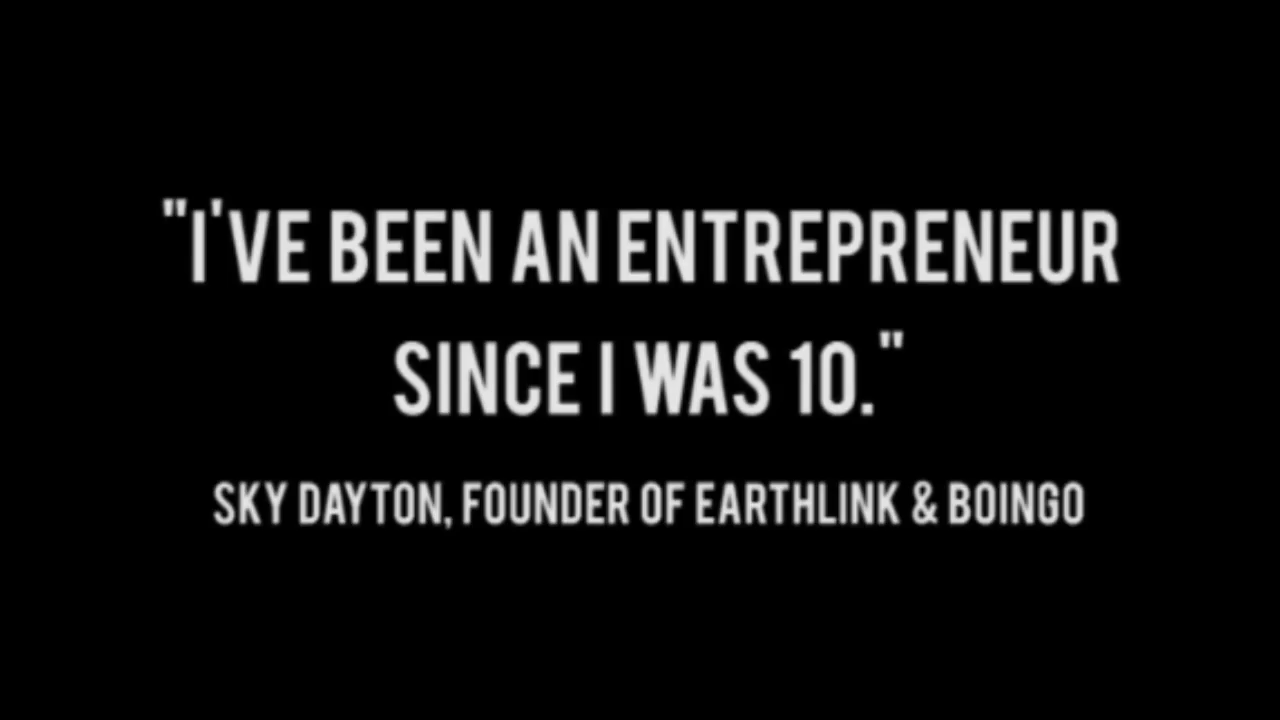 "I'VE BEEN AN ENTREPRENEUR
SINCE I WAS 10."
SKY DAYTON, FOUNDER OF EARTHLINK & BOINGO